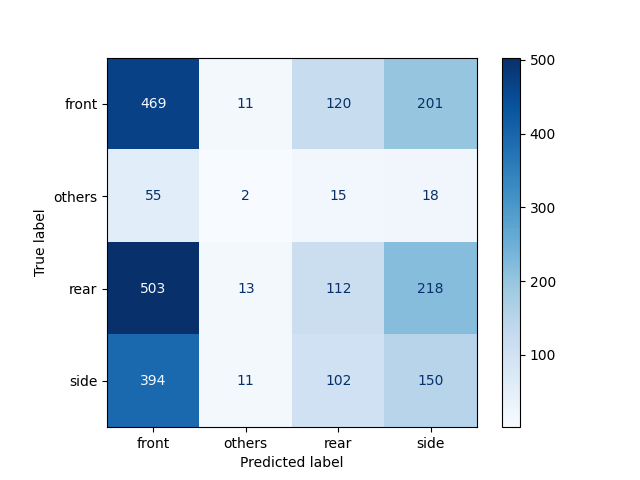 500
front 469 11 120 201
400
others 55 2 15 18
300
True label
rear 503 13 112 218
200
side 394 11 102 150
100
front others rear side
Predicted label